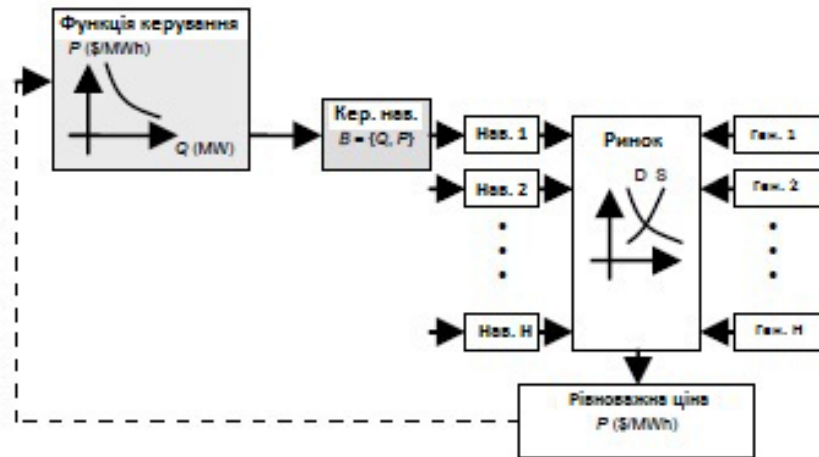 Функція керування
P ($/MWh)
Q (MW)
Кер. нав.
B = {Q, P}
Нав. 1
Нав. 2
Нав. Н
Ринок
D S
Ген. 1
Ген. 2
Ген. Н
Рівноважна ціна
P ($/MWh)